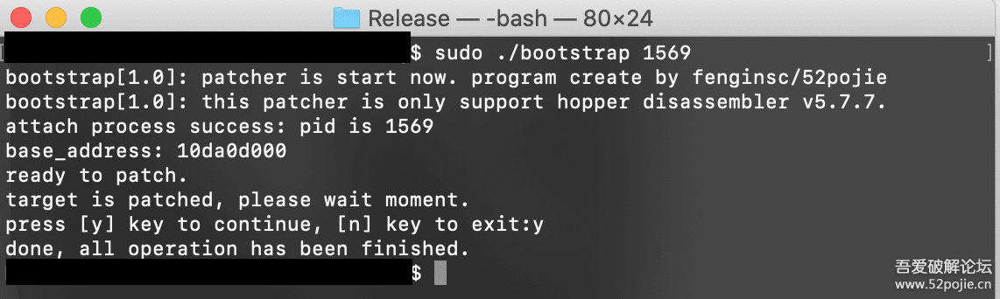 Release — -bash — 80×24
[$ sudo ./bootstrap 1569]
bootstrap[1.0]: patcher is start now. program create by fenginsc/52pojie
bootstrap[1.0]: this patcher is only support hopper disassembler v5.7.7.
attach process success: pid is 1569
base_address: 10da0d000
ready to patch.
target is patched, please wait moment.
press [y] key to continue, [n] key to exit:y
done, all operation has been finished.
$
吾爱破解论坛
www.52pojie.cn